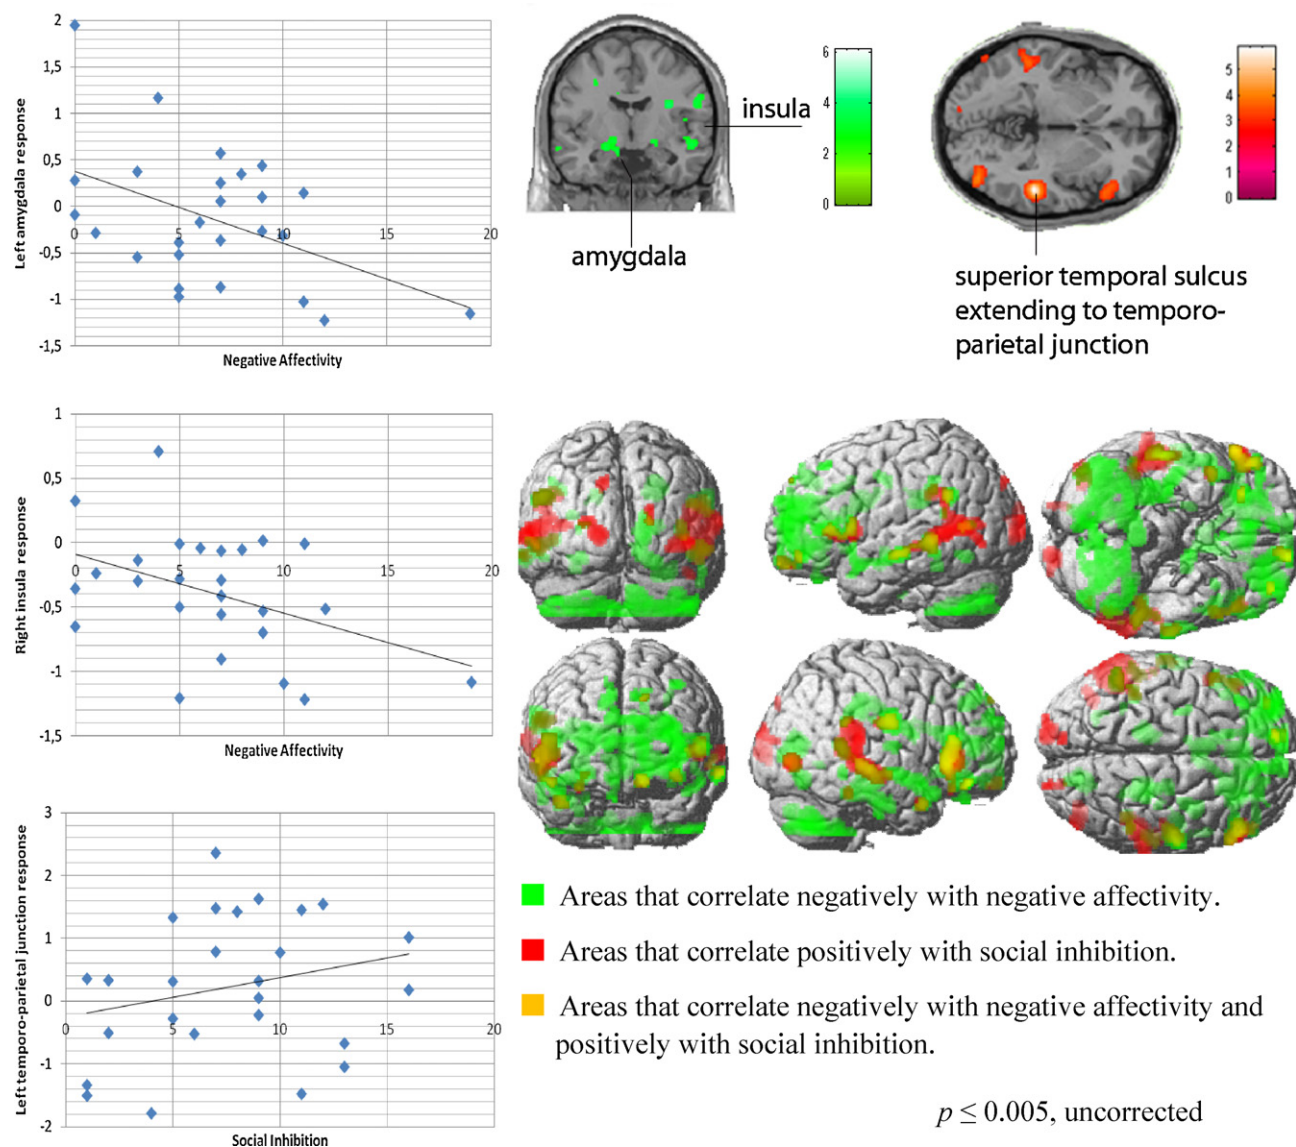 2
1,5
1
0,5
0
-0,5
-1
-1,5
0
5
10
15
20
Left amygdala response
Negative Affectivity
insula
amygdala
6
4
2
0
5
4
3
2
1
0
superior temporal sulcus
extending to temporo-
parietal junction
1
0,5
0
-0,5
-1
-1,5
0
5
10
15
20
Right insula response
Negative Affectivity
3
2
1
0
-1
-2
0
5
10
15
20
Left temporo-parietal junction response
Social Inhibition
Areas that correlate negatively with negative affectivity.
Areas that correlate positively with social inhibition.
Areas that correlate negatively with negative affectivity and
positively with social inhibition.
p ≤ 0.005, uncorrected